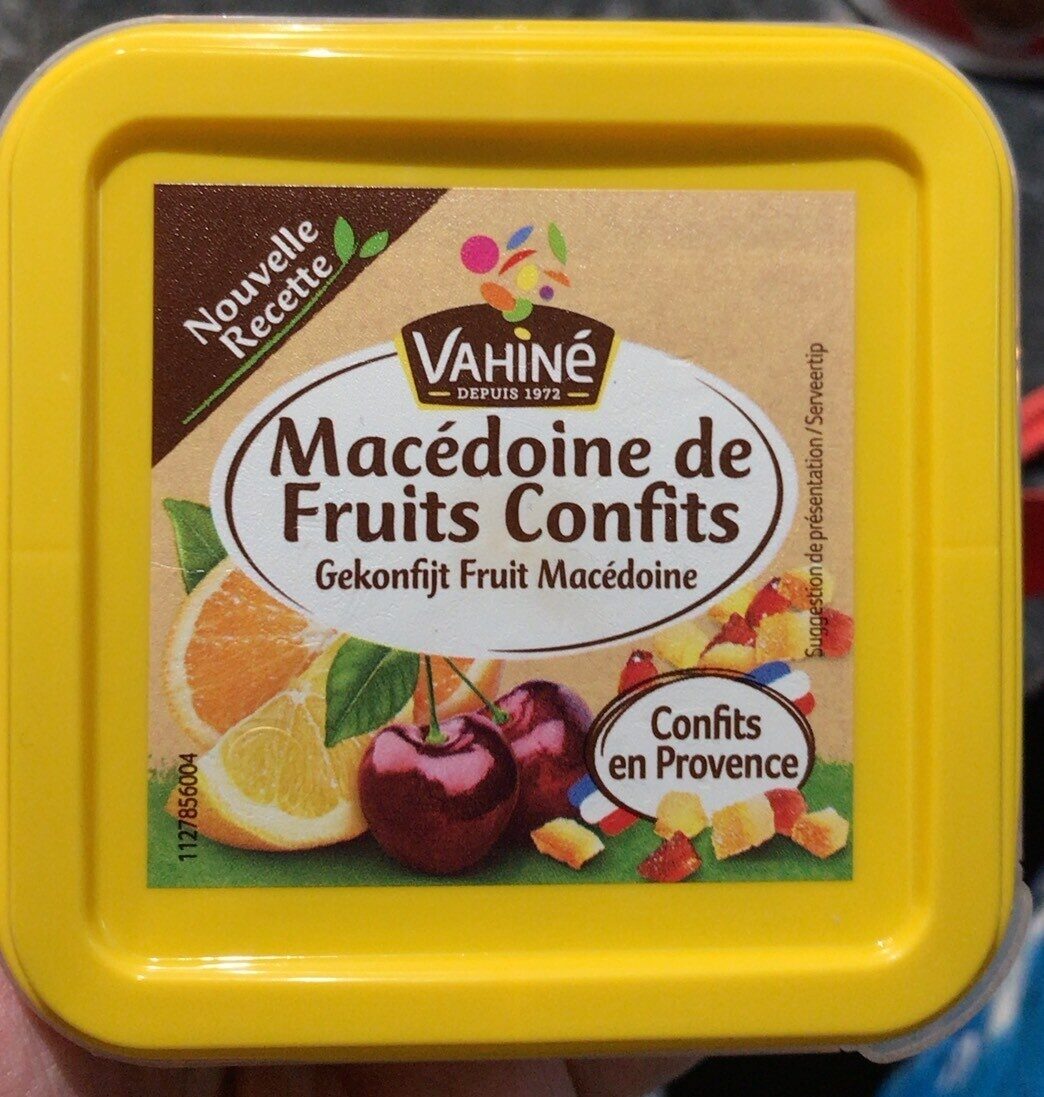 Nouvelle
Recette
VAHINÉ
DEPUIS 1972
Macédoine de
Fruits Confits
Gekonfijt Fruit Macédoine
Suggestion de présentation / Serveertip
Confits
en Provence
1127856004